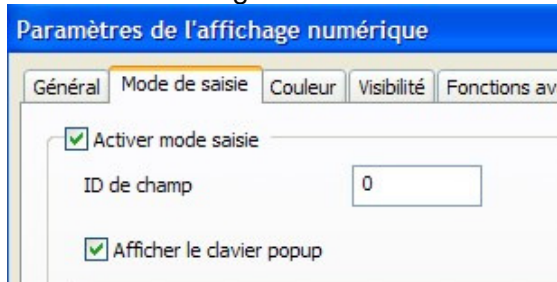 Paramètres de l'affichage numérique
Général Mode de saisie Couleur Visibilité Fonctions av
Activer mode saisie
ID de champ 0
Afficher le clavier popup